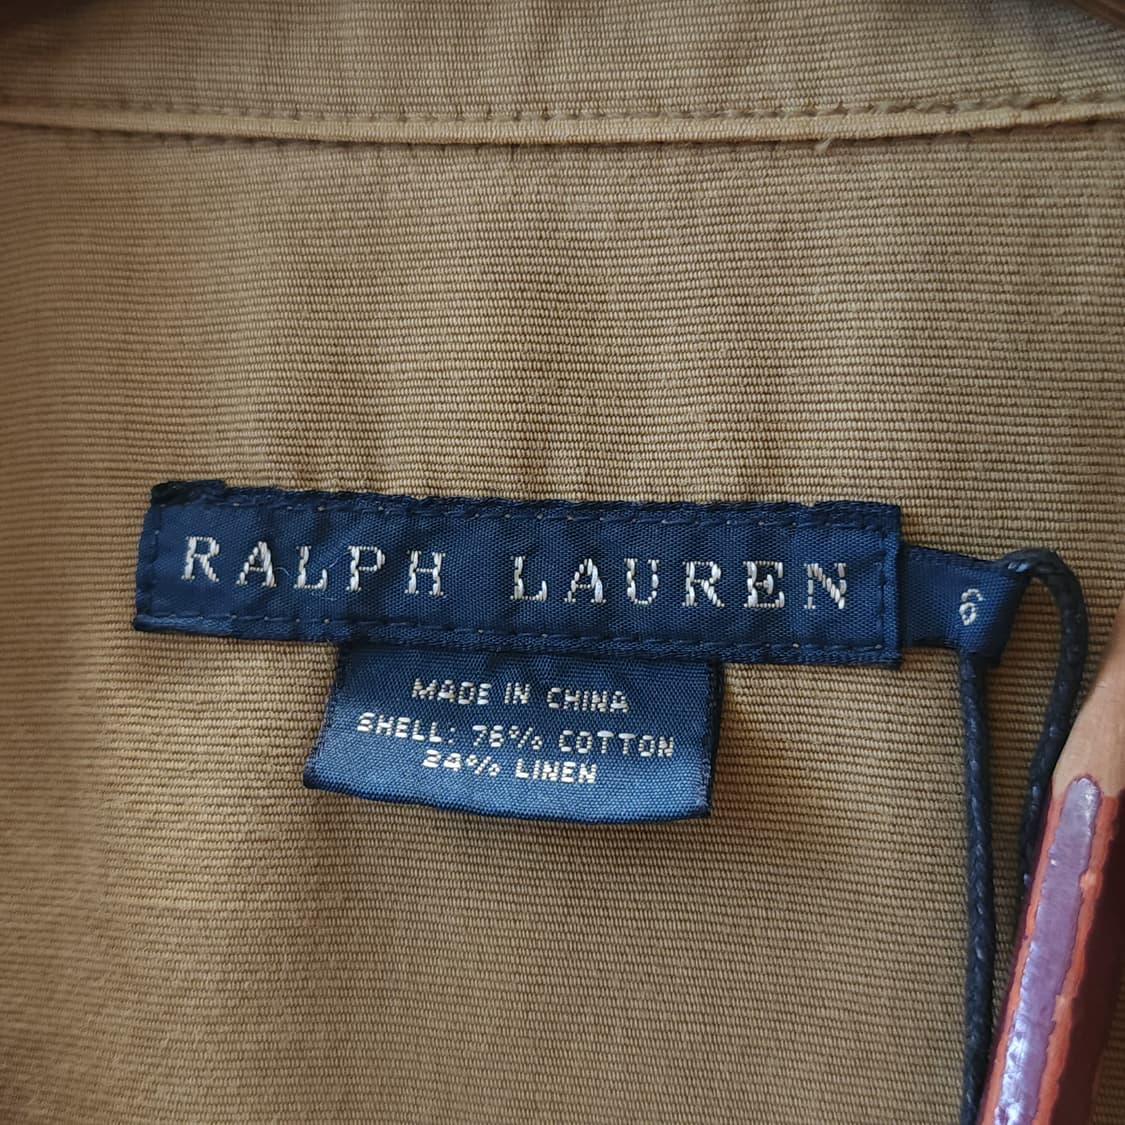 RALPH LAUREN
6
MADE IN CHINA
SHELL: 76% COTTON
24% LINEN